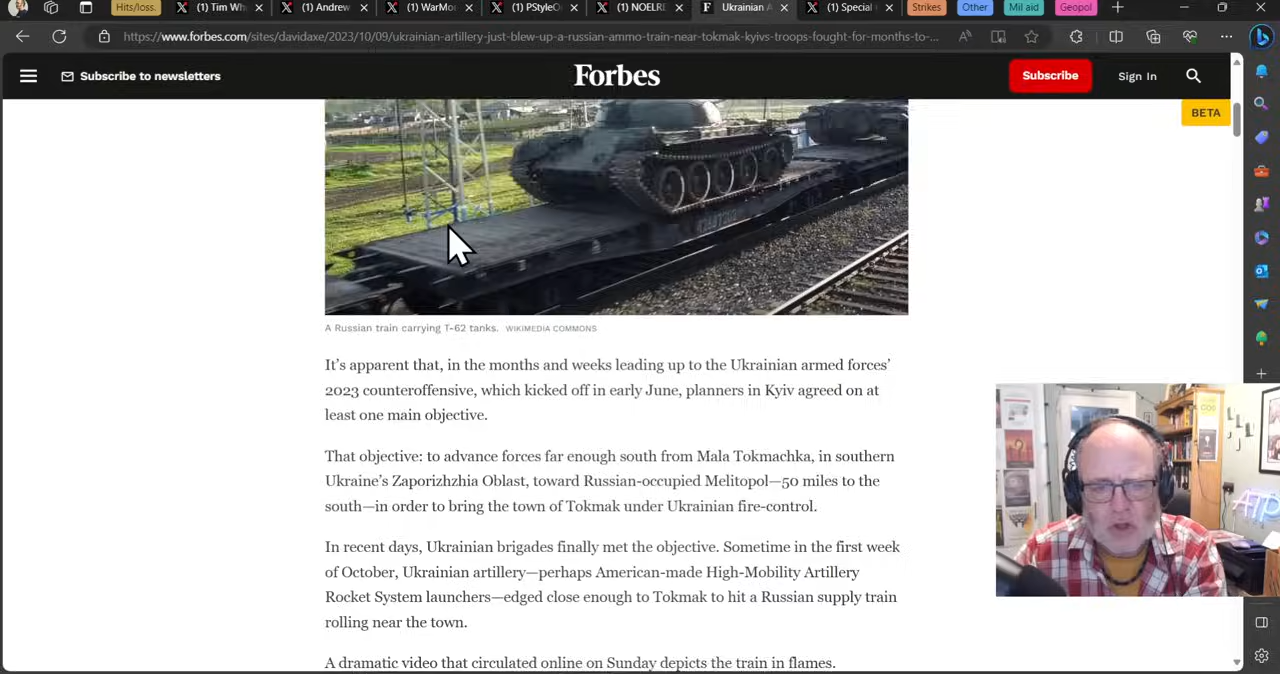 Hits/loss.
(1) Tim Wh
(1) Andrew
(1) WarMo
(1) PStyleO
(1) NOELRE
Ukrainian A
(1) Special
Strikes
Other
Mil aid
Geopol
https://www.forbes.com/sites/davidaxe/2023/10/09/ukrainian-artillery-just-blew-up-a-russian-ammo-train-near-tokmak-kyivs-troops-fought-for-months-to-...
Subscribe to newsletters
Forbes
Subscribe
Sign In
BETA
A Russian train carrying T-62 tanks. WIKIMEDIA COMMONS
It's apparent that, in the months and weeks leading up to the Ukrainian armed forces'
2023 counteroffensive, which kicked off in early June, planners in Kyiv agreed on at
least one main objective.
That objective: to advance forces far enough south from Mala Tokmachka, in southern
Ukraine's Zaporizhzhia Oblast, toward Russian-occupied Melitopol—50 miles to the
south—in order to bring the town of Tokmak under Ukrainian fire-control.
In recent days, Ukrainian brigades finally met the objective. Sometime in the first week
of October, Ukrainian artillery—perhaps American-made High-Mobility Artillery
Rocket System launchers—edged close enough to Tokmak to hit a Russian supply train
rolling near the town.
A dramatic video that circulated online on Sunday depicts the train in flames.
ATP